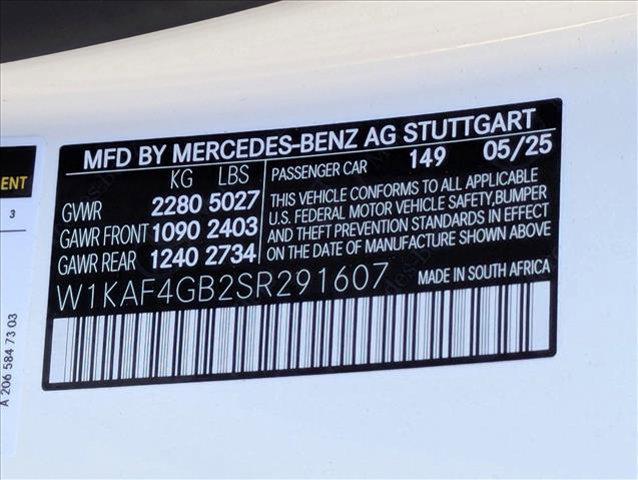 MFD BY MERCEDES-BENZ AG STUTTGART
KG LBS
GVWR 2280 5027
GAWR FRONT 1090 2403
GAWR REAR 1240 2734
PASSENGER CAR 149 05/25
THIS VEHICLE CONFORMS TO ALL APPLICABLE
U.S. FEDERAL MOTOR VEHICLE SAFETY,BUMPER
AND THEFT PREVENTION STANDARDS IN EFFECT
ON THE DATE OF MANUFACTURE SHOWN ABOVE
W1KAF4GB2SR291607 MADE IN SOUTH AFRICA
ENT
3
A 206 584 73 03